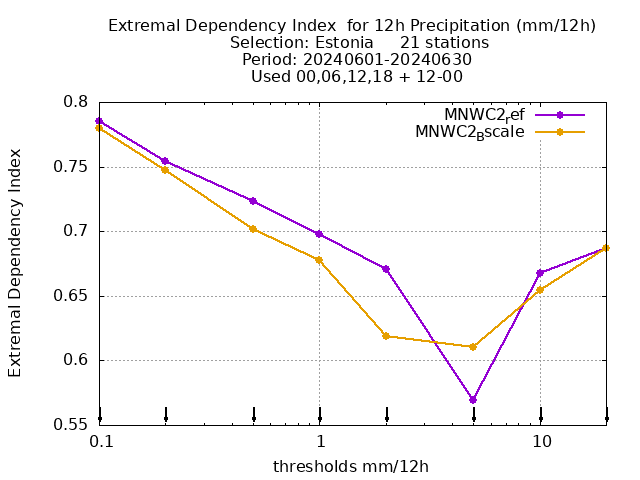 Extremal Dependency Index  for 12h Precipitation (mm/12h)
Selection: Estonia     21 stations
Period: 20240601-20240630
Used 00,06,12,18 + 12-00
MNWC2ref
MNWC2Bscale
0.8
0.75
0.7
0.65
0.6
0.55
Extremal Dependency Index
0.1
1
10
thresholds mm/12h